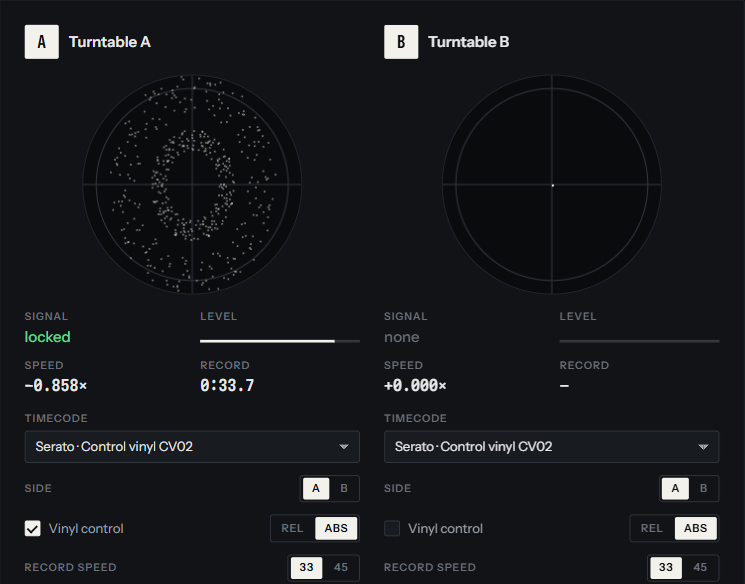 A Turntable A
B Turntable B
SIGNAL LEVEL SIGNAL LEVEL
locked none
SPEED RECORD SPEED RECORD
-0.858× 0:33.7 +0.000× –
TIMECODE TIMECODE
Serato · Control vinyl CV02 Serato · Control vinyl CV02
SIDE A B SIDE A B
Vinyl control REL ABS Vinyl control REL ABS
RECORD SPEED 33 45 RECORD SPEED 33 45